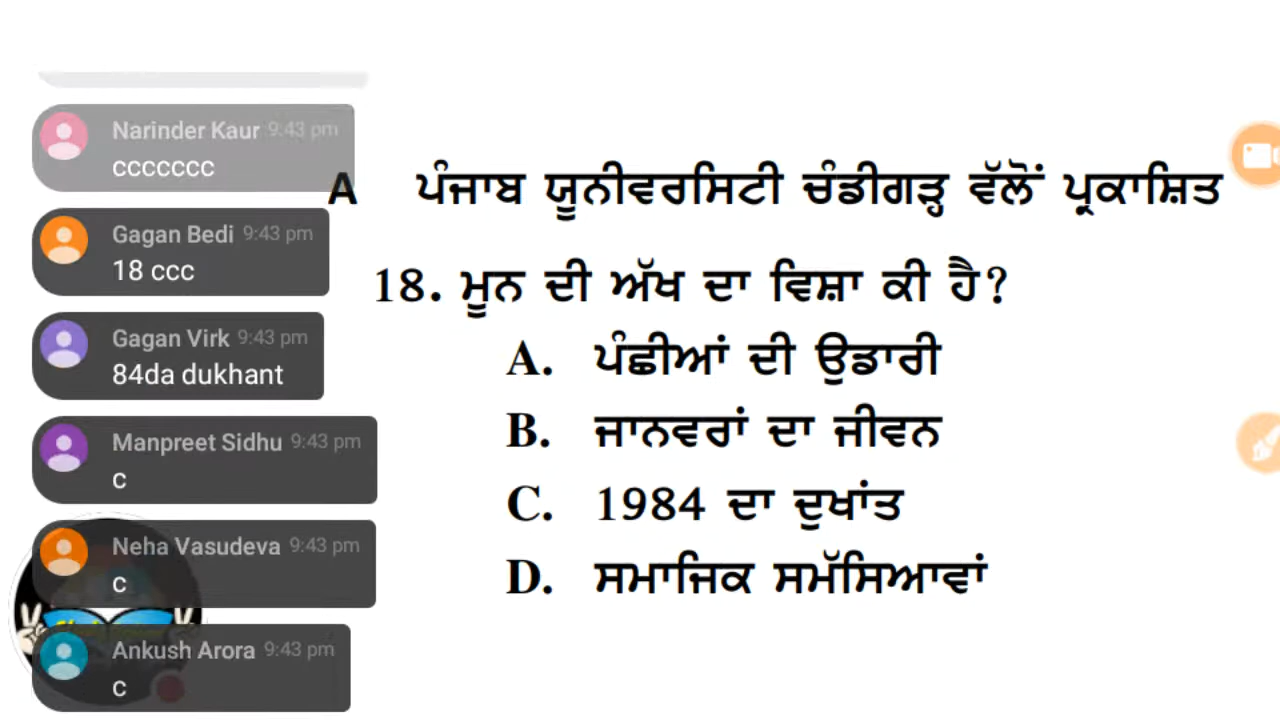 Narinder Kaur 9:43 pm
ccccccc
A ਪੰਜਾਬ ਯੂਨੀਵਰਸਿਟੀ ਚੰਡੀਗੜ੍ਹ ਵੱਲੋਂ ਪ੍ਰਕਾਸ਼ਿਤ
Gagan Bedi 9:43 pm
18 ccc
18. ਮੂਨ ਦੀ ਅੱਖ ਦਾ ਵਿਸ਼ਾ ਕੀ ਹੈ?
Gagan Virk 9:43 pm
84da dukhant
A. ਪੰਛੀਆਂ ਦੀ ਉਡਾਰੀ
Manpreet Sidhu 9:43 pm
c
B. ਜਾਨਵਰਾਂ ਦਾ ਜੀਵਨ
C. 1984 ਦਾ ਦੁਖਾਂਤ
Neha Vasudeva 9:43 pm
c
D. ਸਮਾਜਿਕ ਸਮੱਸਿਆਵਾਂ
Ankush Arora 9:43 pm
c